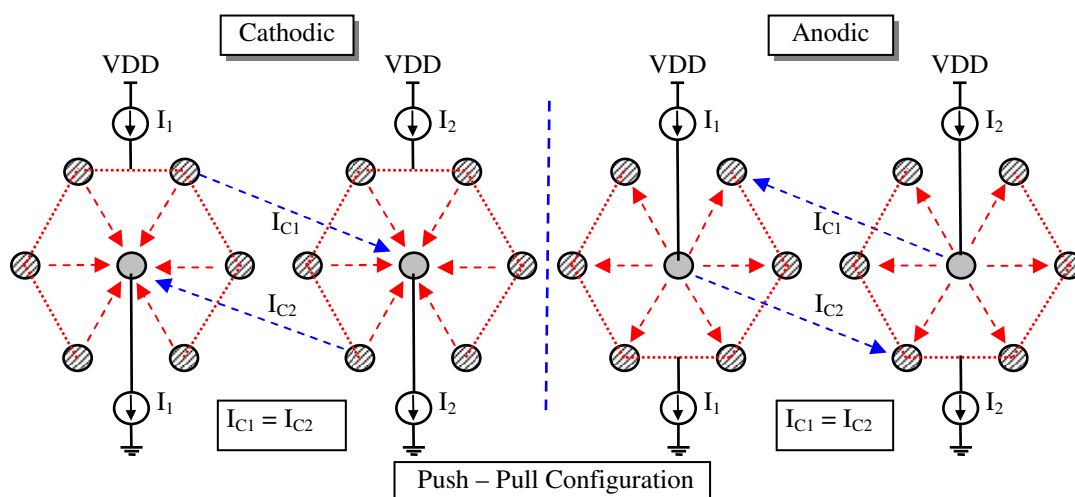 Cathodic
Anodic
VDD
VDD
VDD
VDD
I1
I2
I1
I2
IC1
IC1
IC2
IC2
I1
I2
I1
I2
IC1 = IC2
IC1 = IC2
Push – Pull Configuration